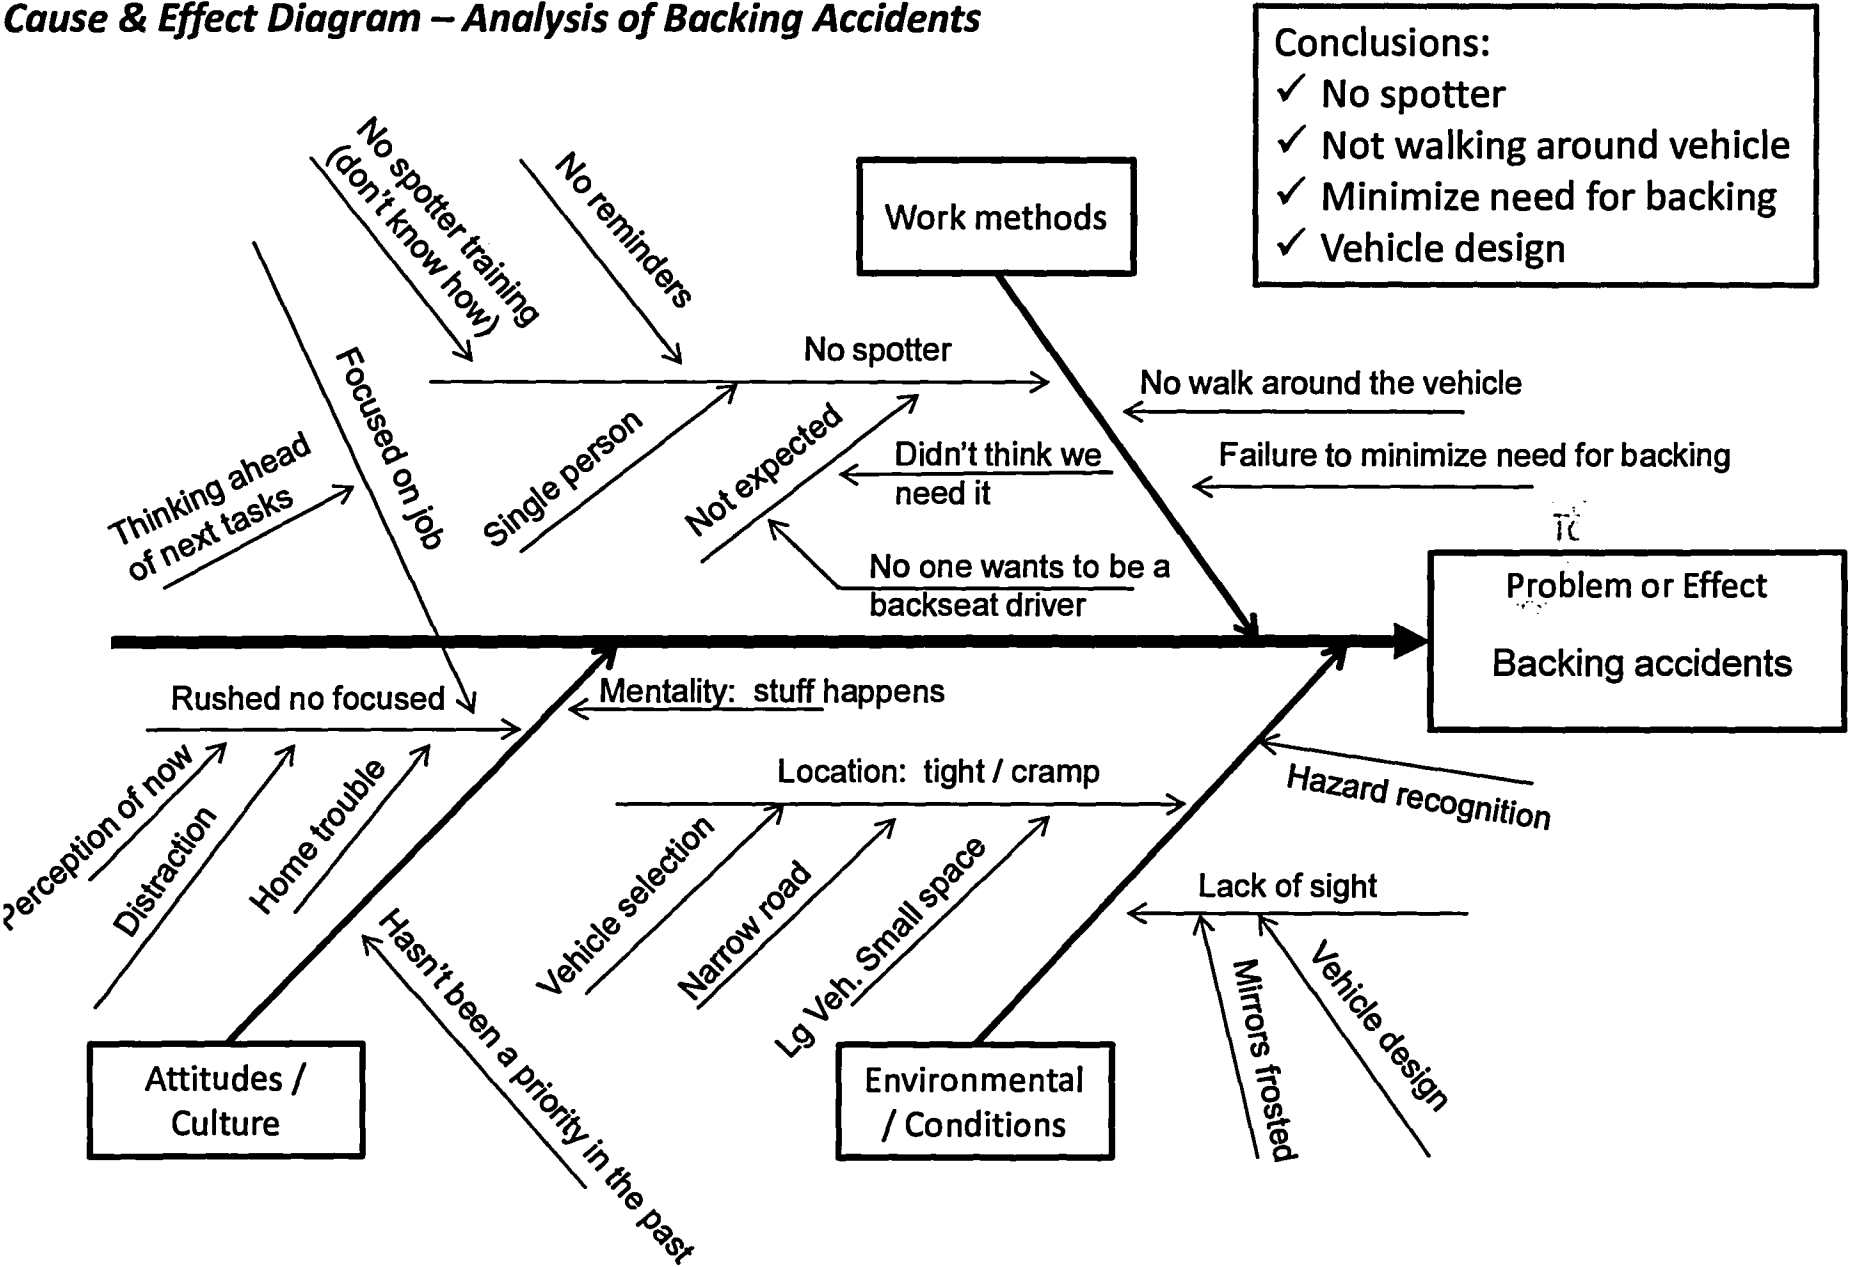 Cause & Effect Diagram – Analysis of Backing Accidents
Conclusions:
✓ No spotter
✓ Not walking around vehicle
✓ Minimize need for backing
✓ Vehicle design
Work methods
No spotter training
(don't know how)
No reminders
No spotter
Single person
Not expected
Didn't think we
need it
No one wants to be a
backseat driver
No walk around the vehicle
Failure to minimize need for backing
Focused on job
Thinking ahead
of next tasks
Problem or Effect
Backing accidents
Rushed no focused
Perception of now
Distraction
Home trouble
Mentality: stuff happens
Hasn't been a priority in the past
Attitudes /
Culture
Location: tight / cramp
Vehicle selection
Narrow road
Lg Veh. Small space
Hazard recognition
Lack of sight
Mirrors frosted
Vehicle design
Environmental
/ Conditions